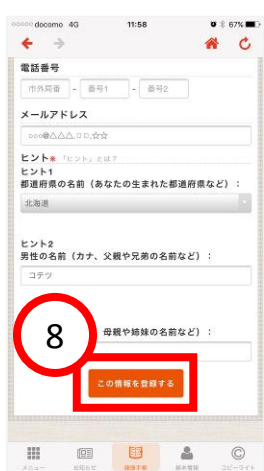 docomo 4G 11:58 67%
電話番号
市外局番 - 番号1 - 番号2
メールアドレス
○○○@△△△.□□.☆☆
ヒント※ 「ヒント」とは？
ヒント1
都道府県の名前（あなたの生まれた都道府県など）：
北海道
ヒント2
男性の名前（カナ、父親や兄弟の名前など）：
コテツ
8
母親や姉妹の名前など）：
この情報を登録する
メニュー お知らせ 健康手帳 基本情報 コピーライト